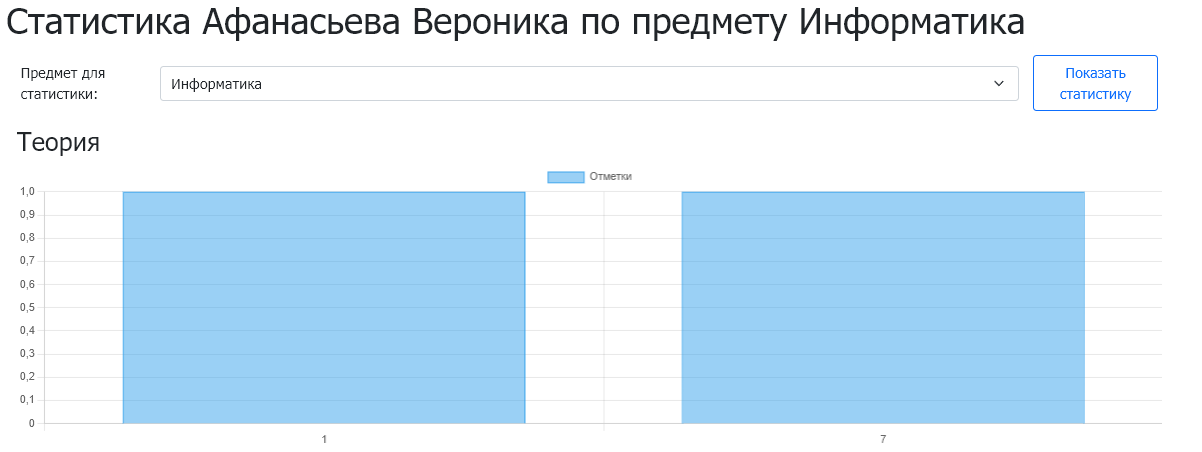 Статистика Афанасьева Вероника по предмету Информатика
Предмет для
статистики:
Информатика
Показать
статистику
Теория
Отметки
1,0
0,9
0,8
0,7
0,6
0,5
0,4
0,3
0,2
0,1
0
1
7